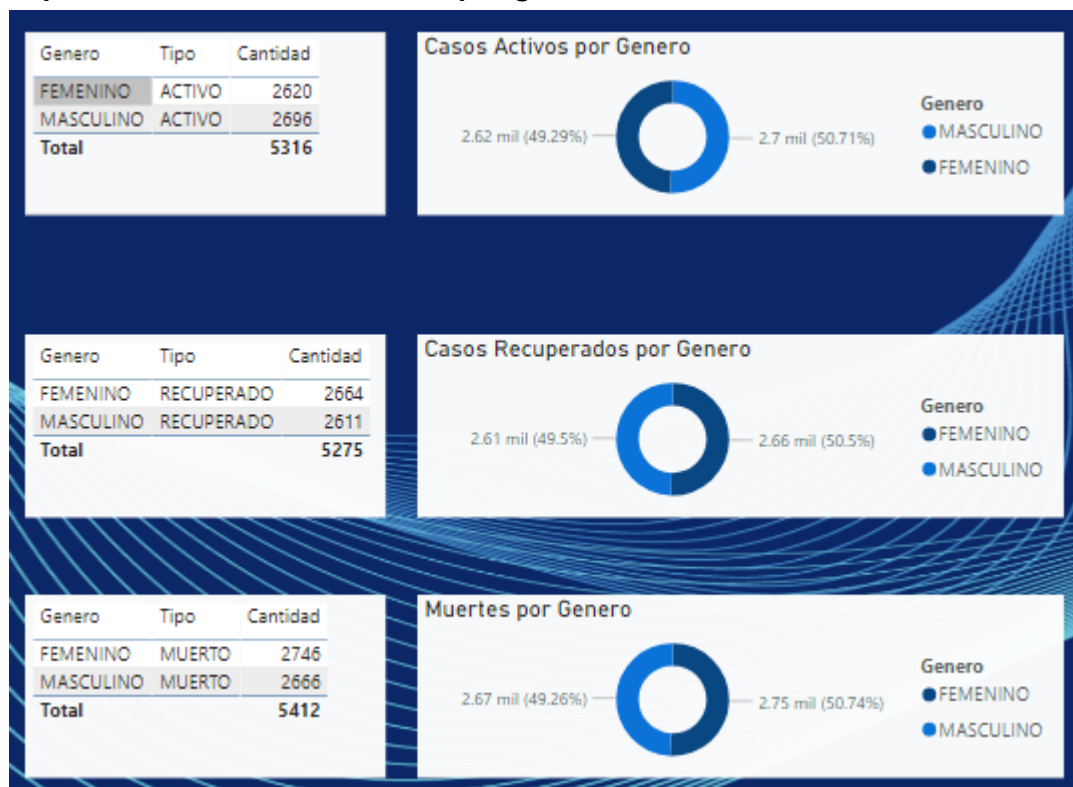 Genero Tipo Cantidad
FEMENINO ACTIVO 2620
MASCULINO ACTIVO 2696
Total 5316
Casos Activos por Genero
2.62 mil (49.29%)
2.7 mil (50.71%)
Genero
MASCULINO
FEMENINO
Genero Tipo Cantidad
FEMENINO RECUPERADO 2664
MASCULINO RECUPERADO 2611
Total 5275
Casos Recuperados por Genero
2.61 mil (49.5%)
2.66 mil (50.5%)
Genero
FEMENINO
MASCULINO
Genero Tipo Cantidad
FEMENINO MUERTO 2746
MASCULINO MUERTO 2666
Total 5412
Muertes por Genero
2.67 mil (49.26%)
2.75 mil (50.74%)
Genero
FEMENINO
MASCULINO